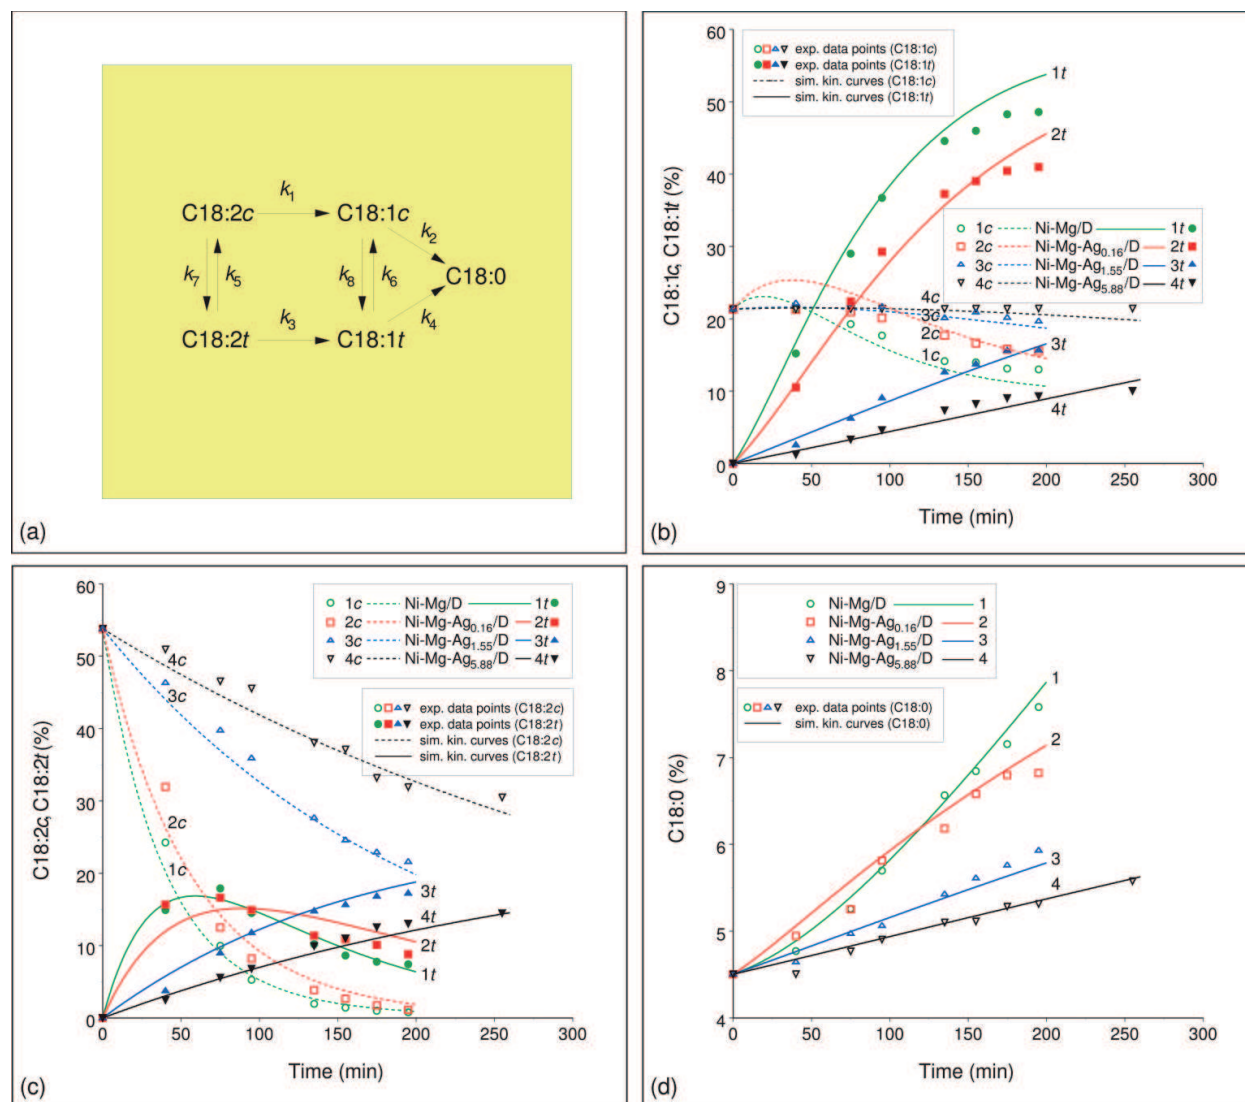 C18:2c
k1
C18:1c
k2
C18:0
k7
k5
k8
k6
C18:2t
k3
C18:1t
k4
(a)
60
50
40
30
20
10
0
C18:1c, C18:1t (%)
exp. data points (C18:1c)
exp. data points (C18:1t)
sim. kin. curves (C18:1c)
sim. kin. curves (C18:1t)
1t
2t
1c Ni-Mg/D 1t
2c Ni-Mg-Ag0.16/D 2t
3c Ni-Mg-Ag1.55/D 3t
4c Ni-Mg-Ag5.88/D 4t
4c
3c
2c
1c
3t
4t
0 50 100 150 200 250 300
Time (min)
(b)
60
50
40
30
20
10
0
C18:2c, C18:2t (%)
1c Ni-Mg/D 1t
2c Ni-Mg-Ag0.16/D 2t
3c Ni-Mg-Ag1.55/D 3t
4c Ni-Mg-Ag5.88/D 4t
exp. data points (C18:2c)
exp. data points (C18:2t)
sim. kin. curves (C18:2c)
sim. kin. curves (C18:2t)
4c
3c
2c
1c
3t
4t
2t
1t
0 50 100 150 200 250 300
Time (min)
(c)
9
8
7
6
5
4
C18:0 (%)
Ni-Mg/D 1
Ni-Mg-Ag0.16/D 2
Ni-Mg-Ag1.55/D 3
Ni-Mg-Ag5.88/D 4
exp. data points (C18:0)
sim. kin. curves (C18:0)
1
2
3
4
0 50 100 150 200 250 300
Time (min)
(d)